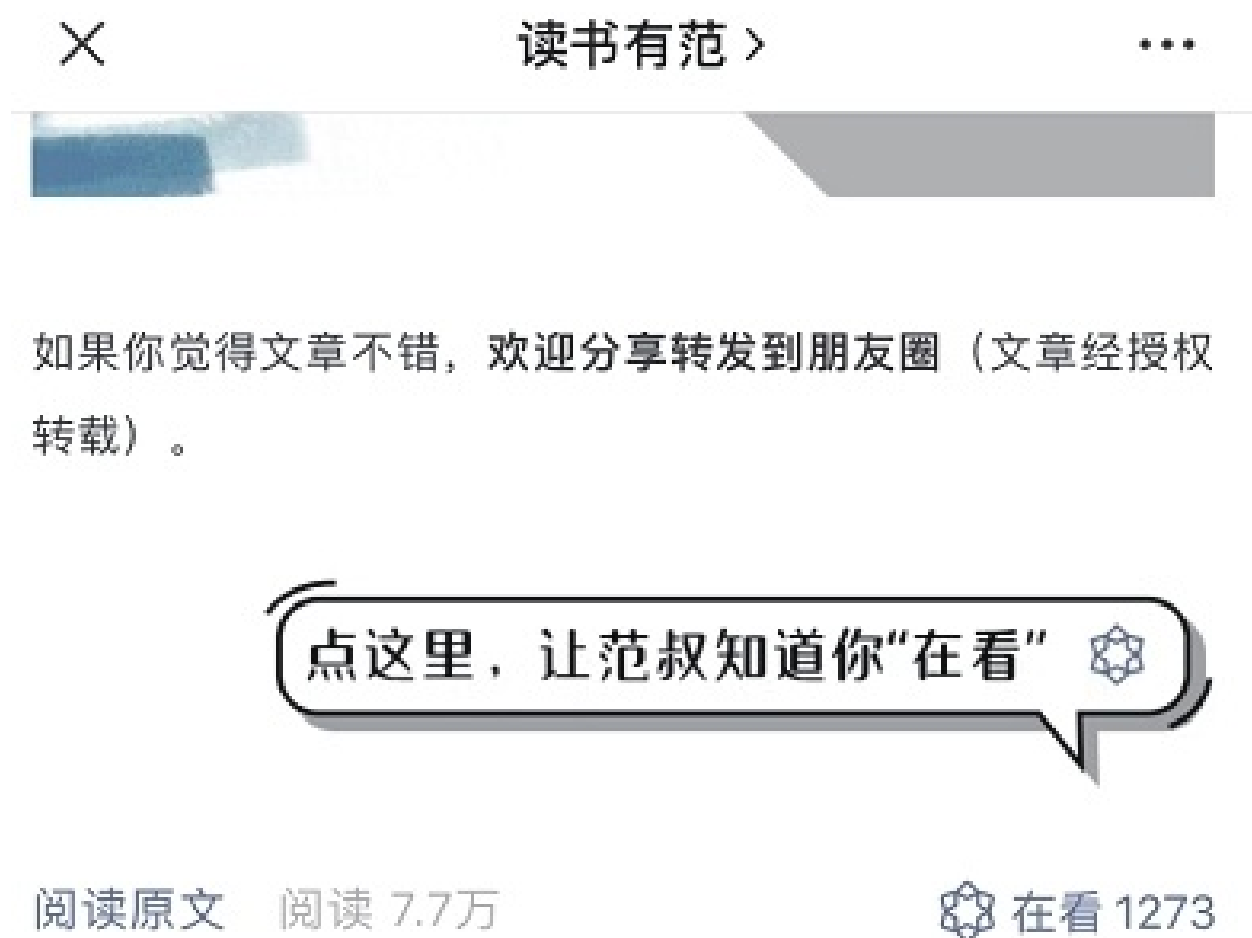 读书有范
如果你觉得文章不错，欢迎分享转发到朋友圈（文章经授权
转载）。
点这里，让范叔知道你“在看”
阅读原文 阅读 7.7万 在看 1273